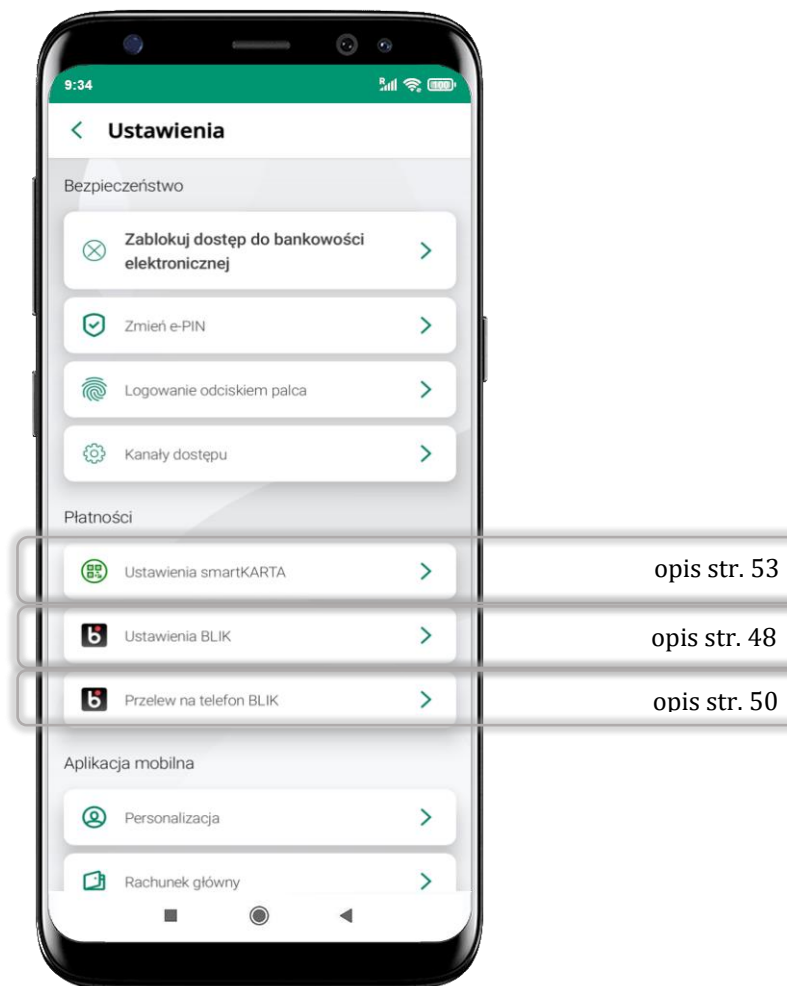 9:34
R
100
Ustawienia
Bezpieczeństwo
Zablokuj dostęp do bankowości
elektronicznej
Zmień e-PIN
Logowanie odciskiem palca
Kanały dostępu
Płatności
Ustawienia smartKARTA
opis str. 53
Ustawienia BLIK
opis str. 48
Przelew na telefon BLIK
opis str. 50
Aplikacja mobilna
Personalizacja
Rachunek główny